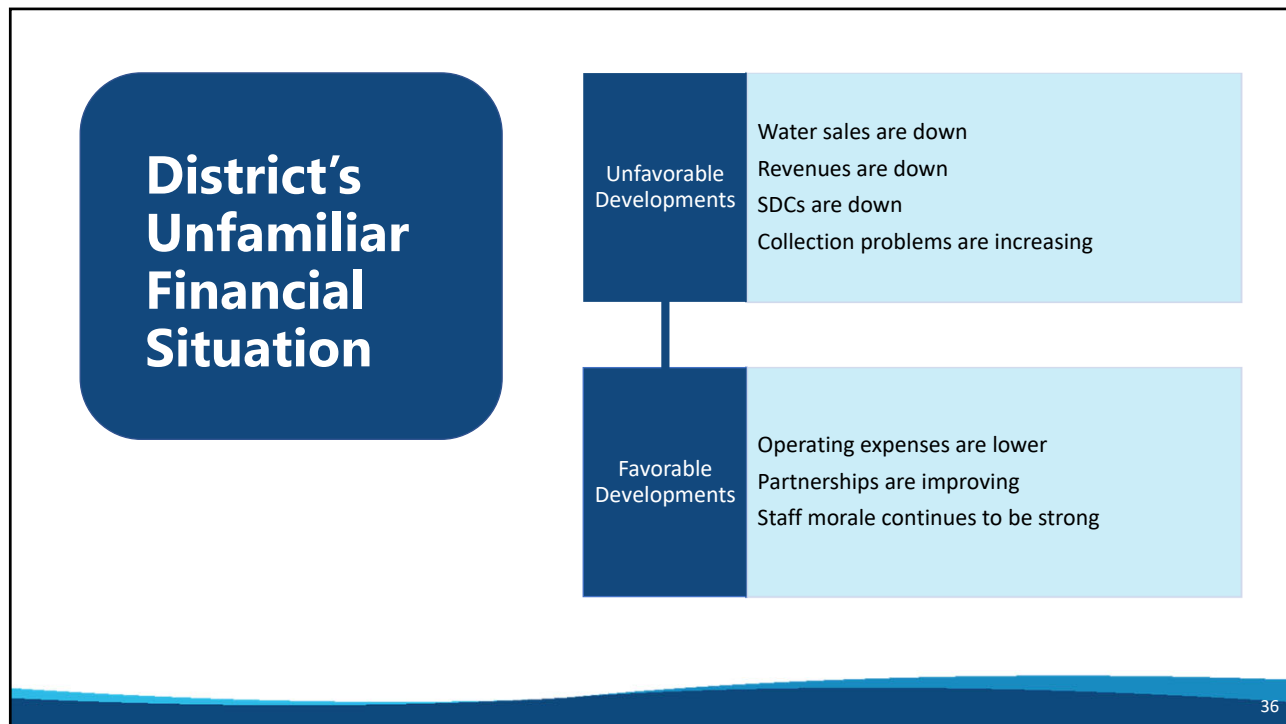 District’s
Unfamiliar
Financial
Situation
Unfavorable
Developments
Water sales are down
Revenues are down
SDCs are down
Collection problems are increasing
Favorable
Developments
Operating expenses are lower
Partnerships are improving
Staff morale continues to be strong
36